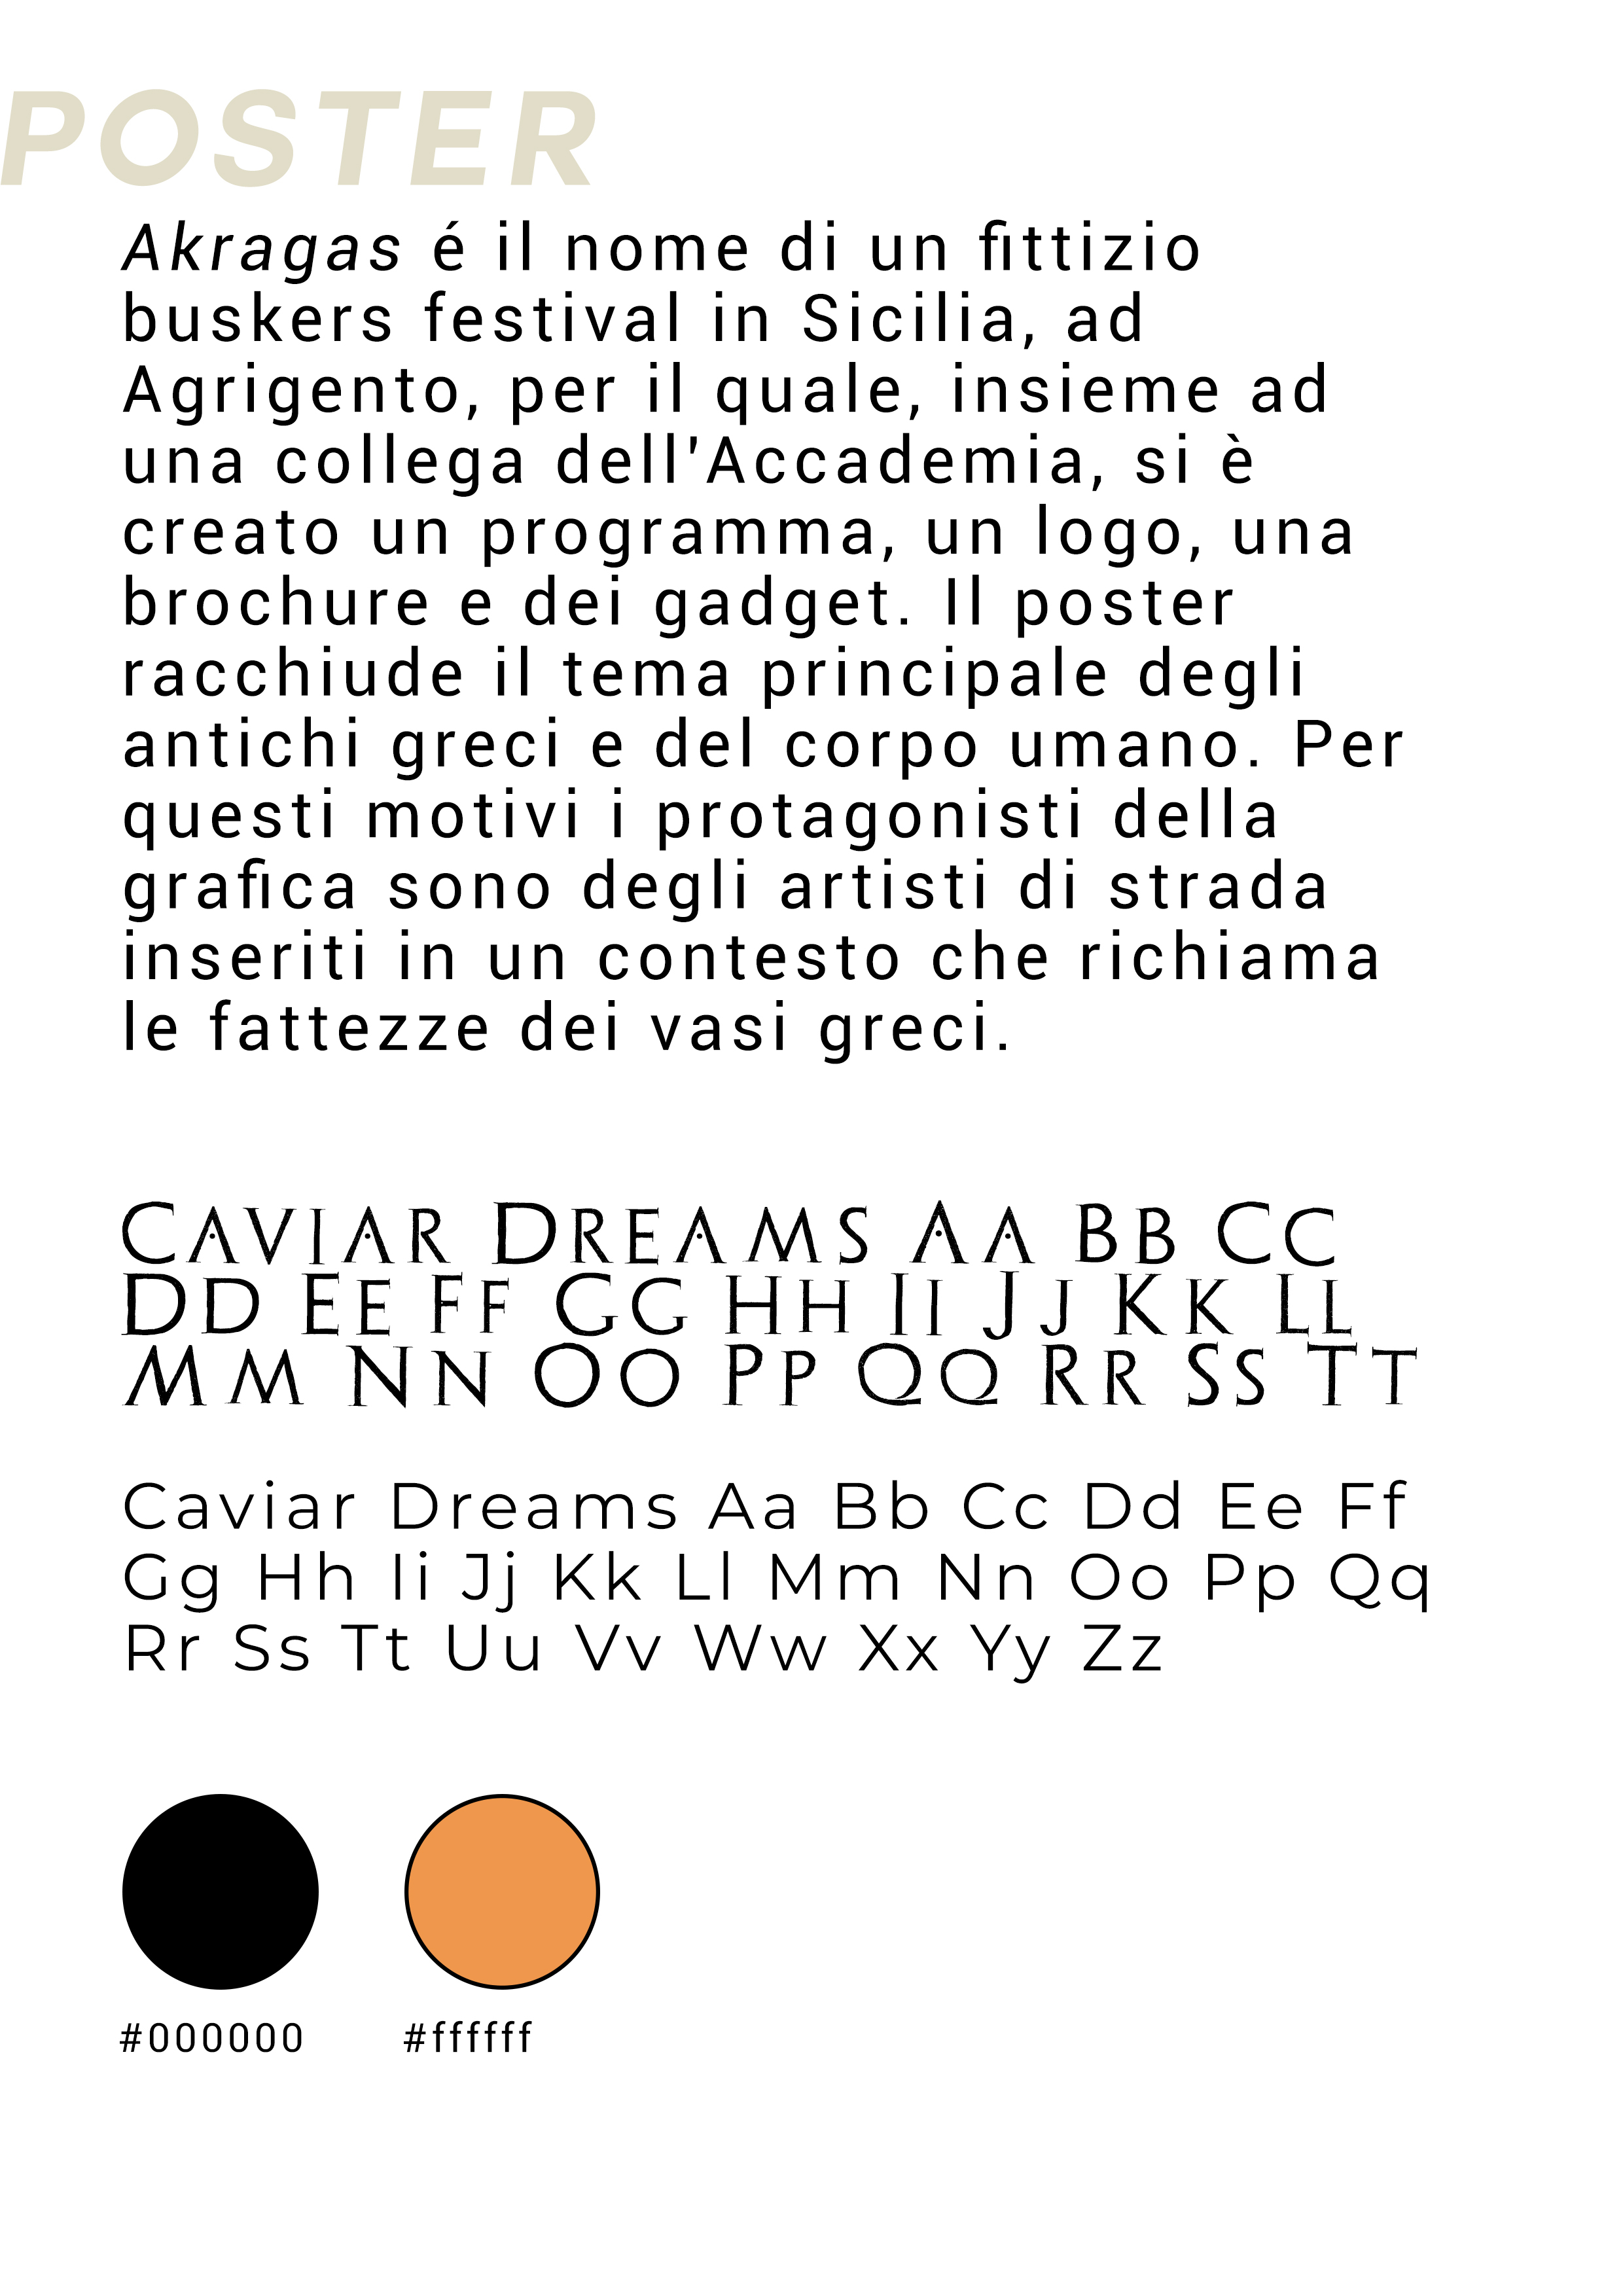 POSTER
Akragas é il nome di un fittizio
buskers festival in Sicilia, ad
Agrigento, per il quale, insieme ad
una collega dell'Accademia, si è
creato un programma, un logo, una
brochure e dei gadget. Il poster
racchiude il tema principale degli
antichi greci e del corpo umano. Per
questi motivi i protagonisti della
grafica sono degli artisti di strada
inseriti in un contesto che richiama
le fattezze dei vasi greci.
CAVIAR DREAMS AA BB CC
DD EE FF GG HH II JJ KK LL
MM NN OO PP QQ RR SS TT
Caviar Dreams Aa Bb Cc Dd Ee Ff
Gg Hh Ii Jj Kk Ll Mm Nn Oo Pp Qq
Rr Ss Tt Uu Vv Ww Xx Yy Zz
#000000 #ffffff